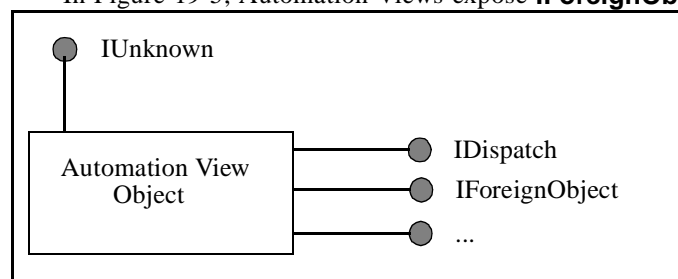 In Figure 19-3, Automation Views expose
IUnknown
IDispatch
Automation View
Object
IForeignObject
...